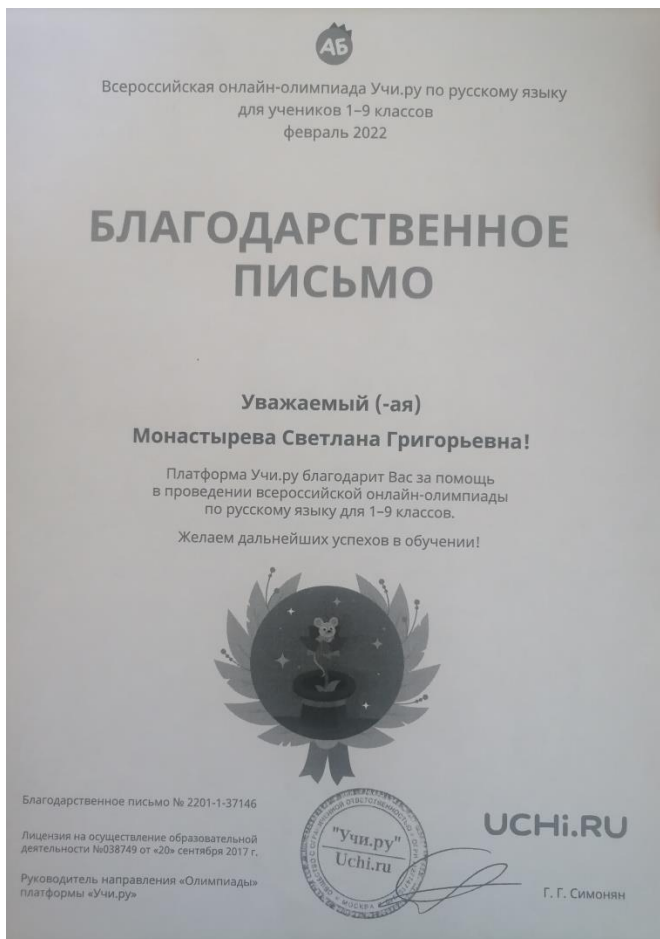 АБ
Всероссийская онлайн-олимпиада Учи.ру по русскому языку
для учеников 1–9 классов
февраль 2022
БЛАГОДАРСТВЕННОЕ
ПИСЬМО
Уважаемый (-ая)
Монастырева Светлана Григорьевна!
Платформа Учи.ру благодарит Вас за помощь
в проведении всероссийской онлайн-олимпиады
по русскому языку для 1–9 классов.
Желаем дальнейших успехов в обучении!
Благодарственное письмо № 2201-1-37146
Лицензия на осуществление образовательной
деятельности №038749 от «20» сентября 2017 г.
Руководитель направления «Олимпиады»
платформы «Учи.ру»
"Учи.ру"
Uchi.ru
МОСКВА
UCHi.RU
Г. Г. Симонян